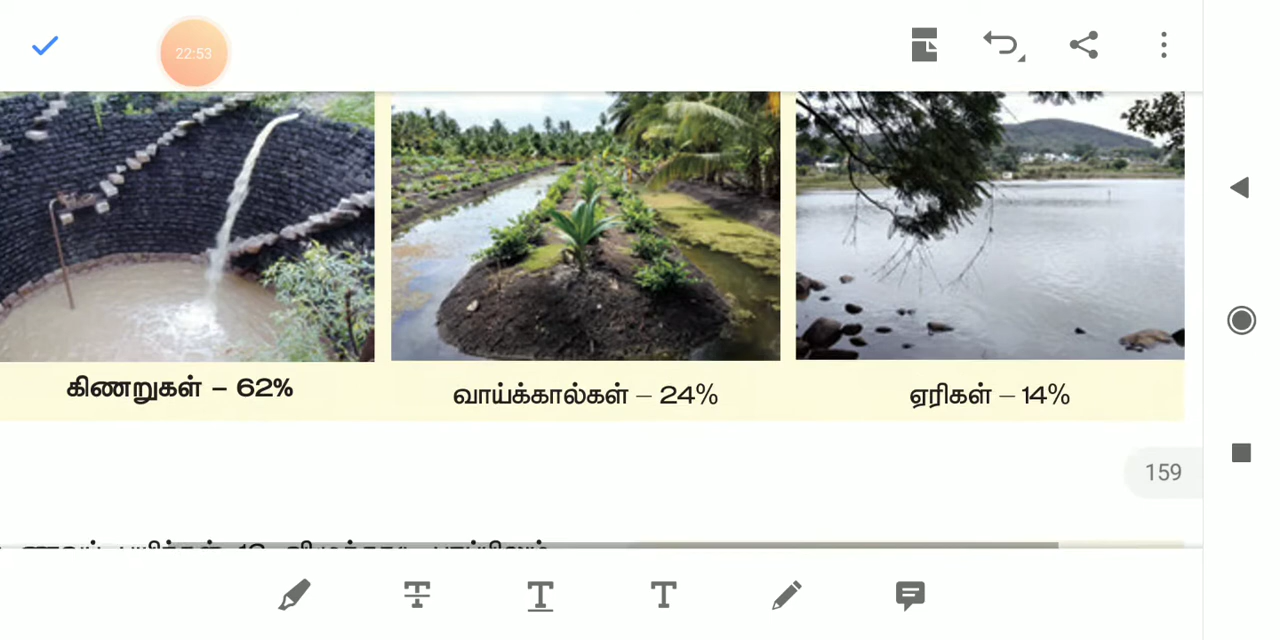 22:53
கிணறுகள் – 62%
வாய்க்கால்கள் – 24%
ஏரிகள் – 14%
159